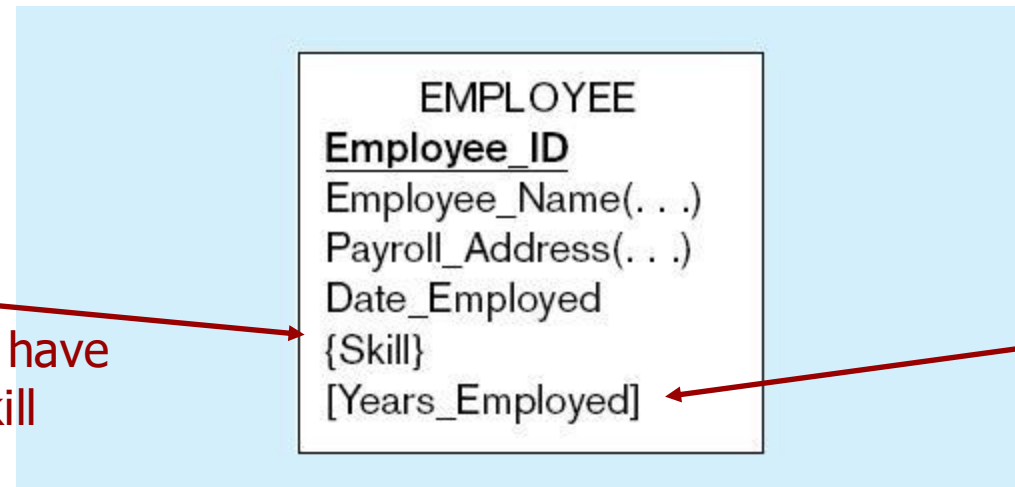 EMPLOYEE
Employee_ID
Employee_Name(. . .)
Payroll_Address(. . .)
Date_Employed
{Skill}
[Years_Employed]
have